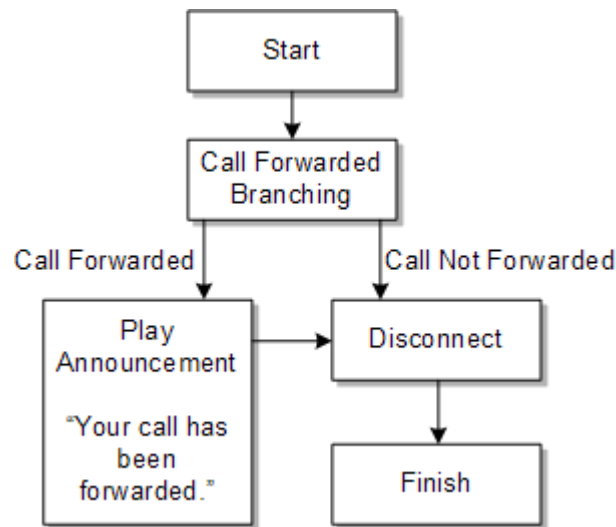 Start
Call Forwarded
Branching
Call Forwarded
Call Not Forwarded
Play
Announcement
“Your call has
been
forwarded.”
Disconnect
Finish